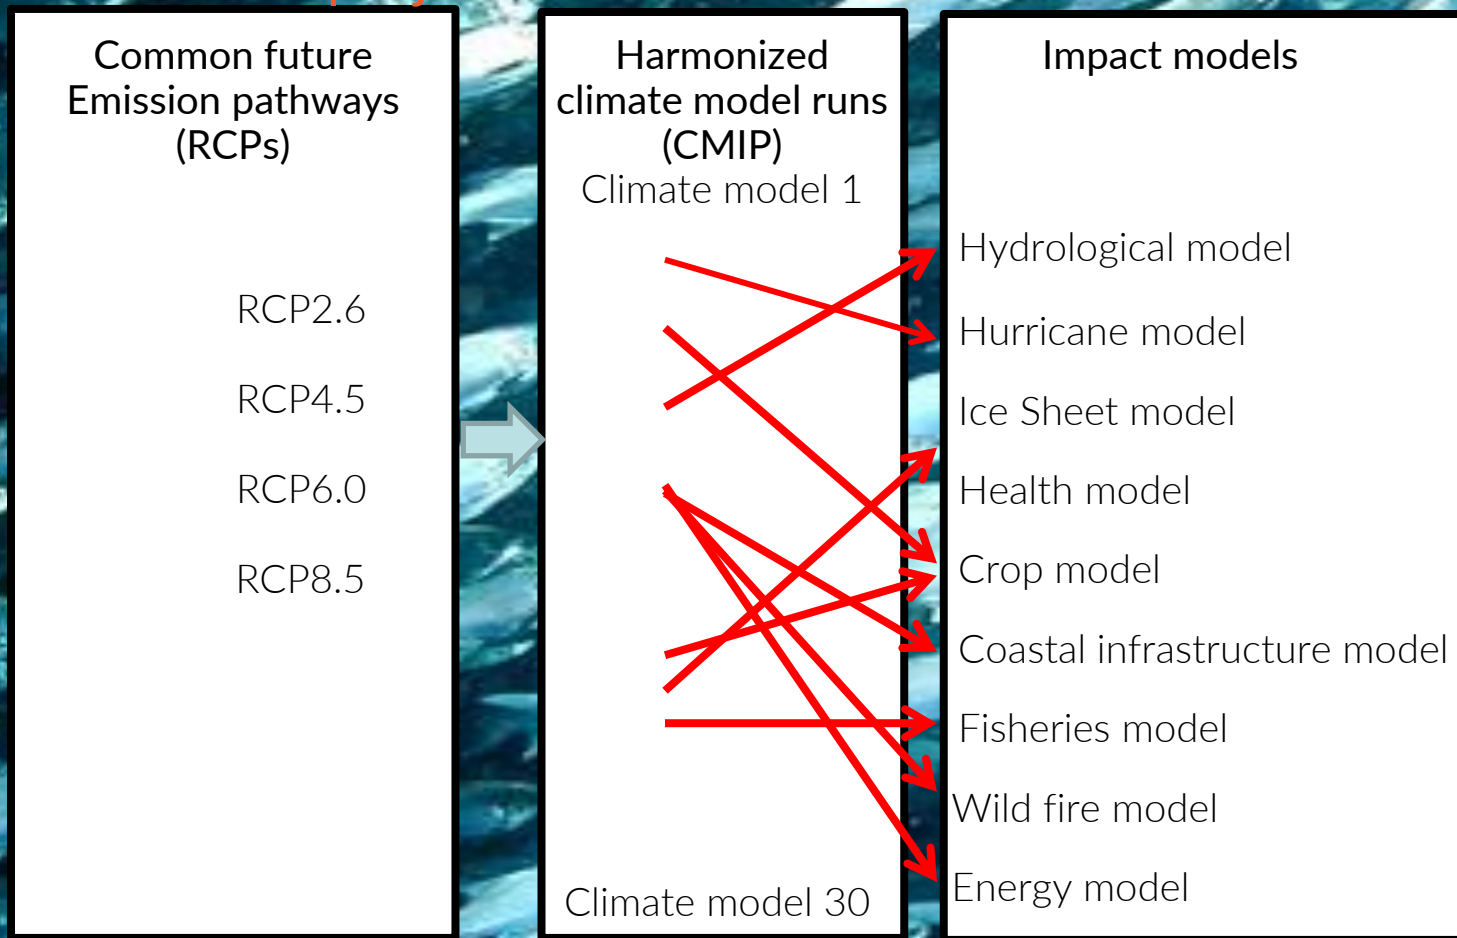 Common future
Emission pathways
(RCPs)
RCP2.6
RCP4.5
RCP6.0
RCP8.5
Harmonized
climate model runs
(CMIP)
Climate model 1
Climate model 30
Impact models
Hydrological model
Hurricane model
Ice Sheet model
Health model
Crop model
Coastal infrastructure model
Fisheries model
Wild fire model
Energy model